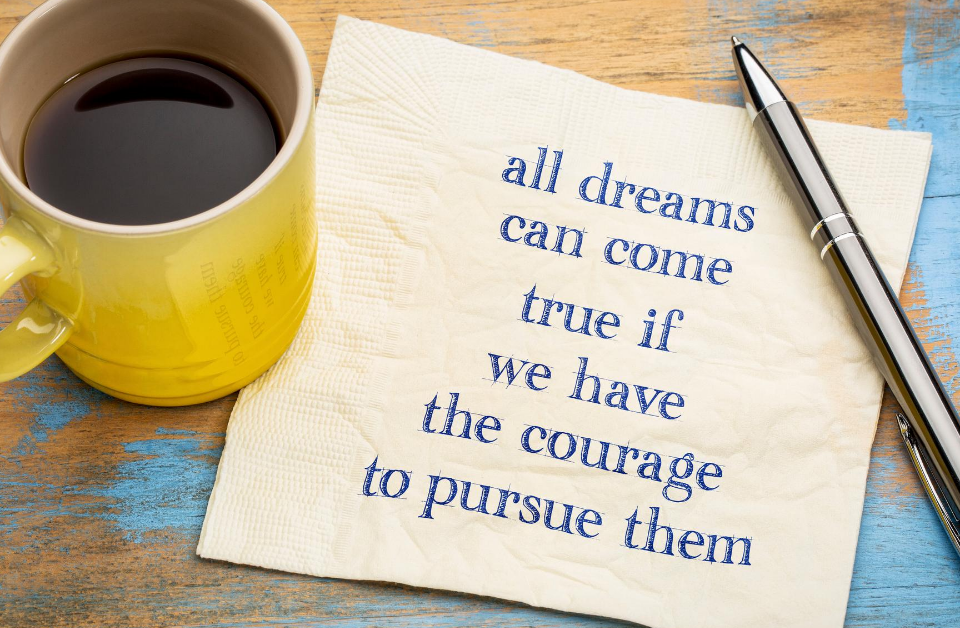 all dreams
can come
true if
we have
the courage
to pursue them